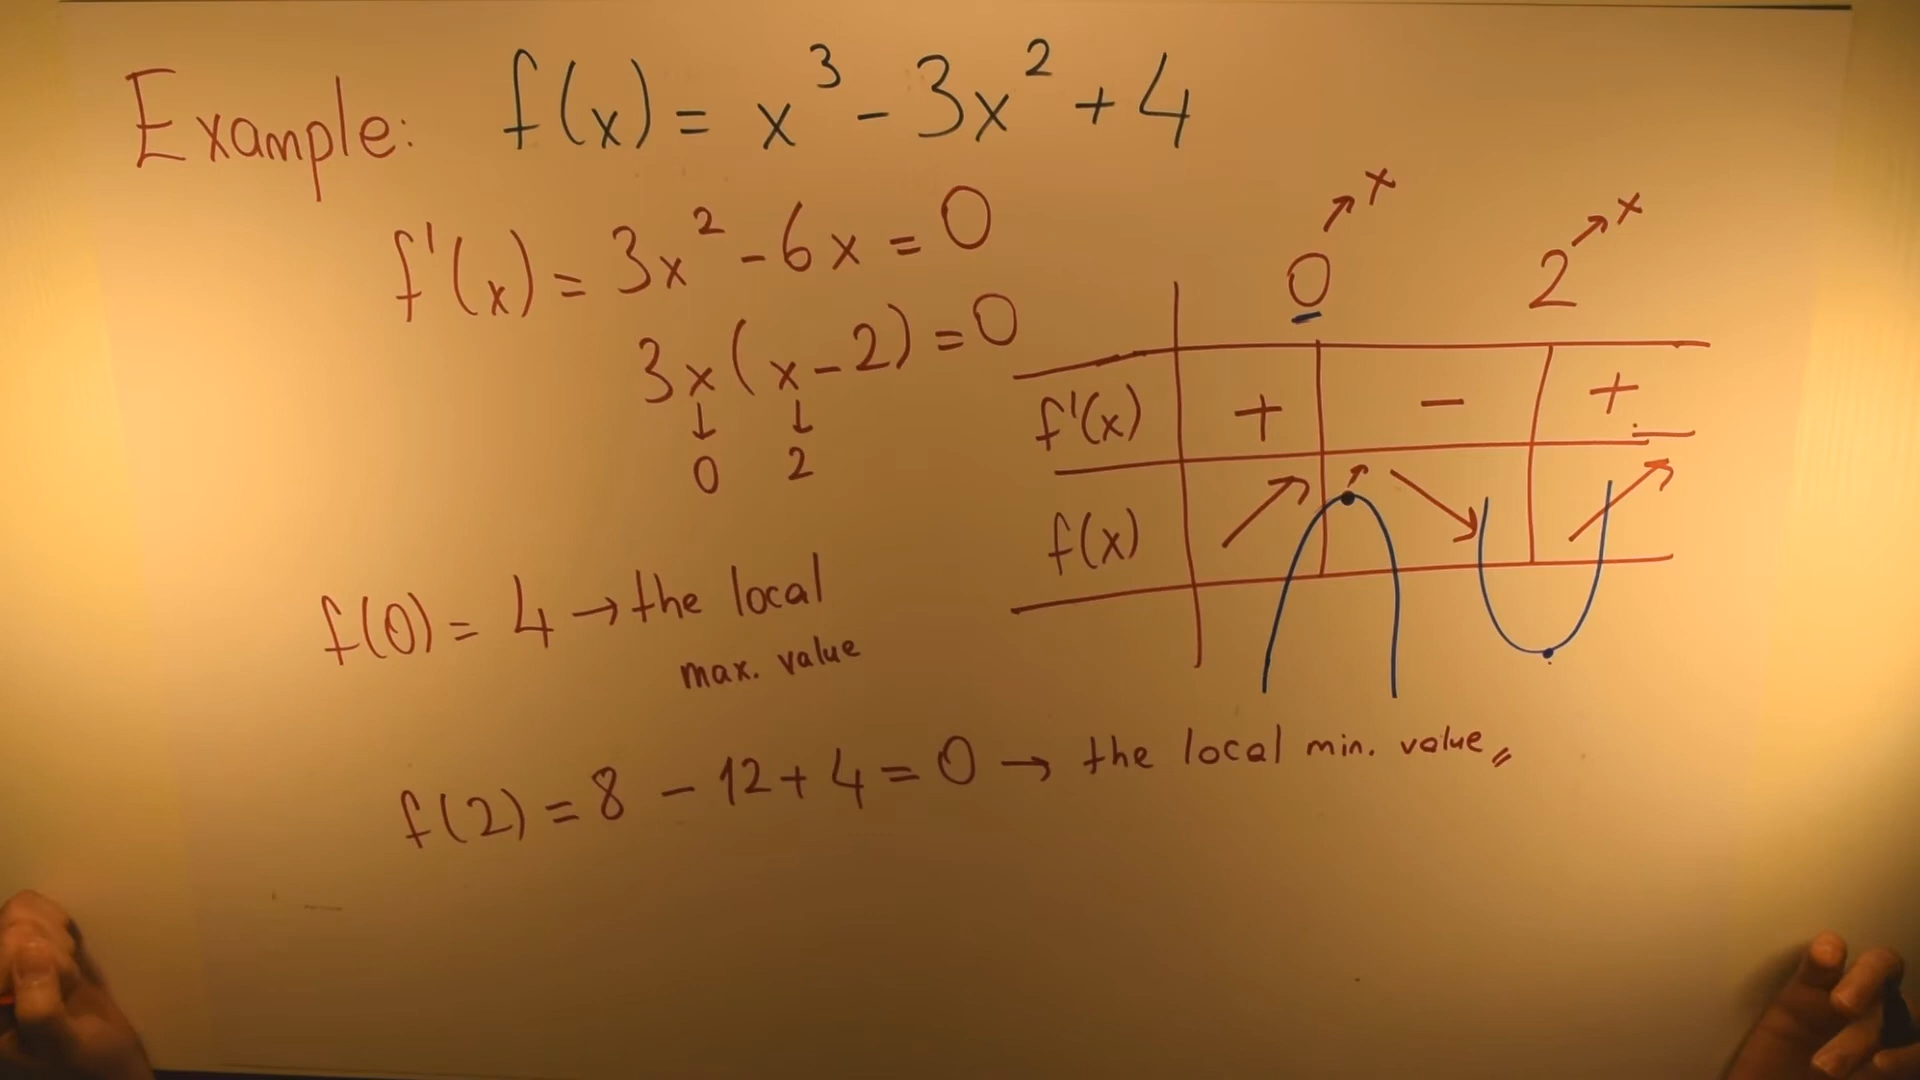 Example: f(x) = x³ - 3x² + 4
f'(x) = 3x² - 6x = 0
3x(x - 2) = 0
↓ ↓
0 2
↗ x ↗ x
0 2
f'(x) + - +
f(x) ↗ ↘ ↗
f(0) = 4 → the local
max. value
f(2) = 8 - 12 + 4 = 0 → the local min. value